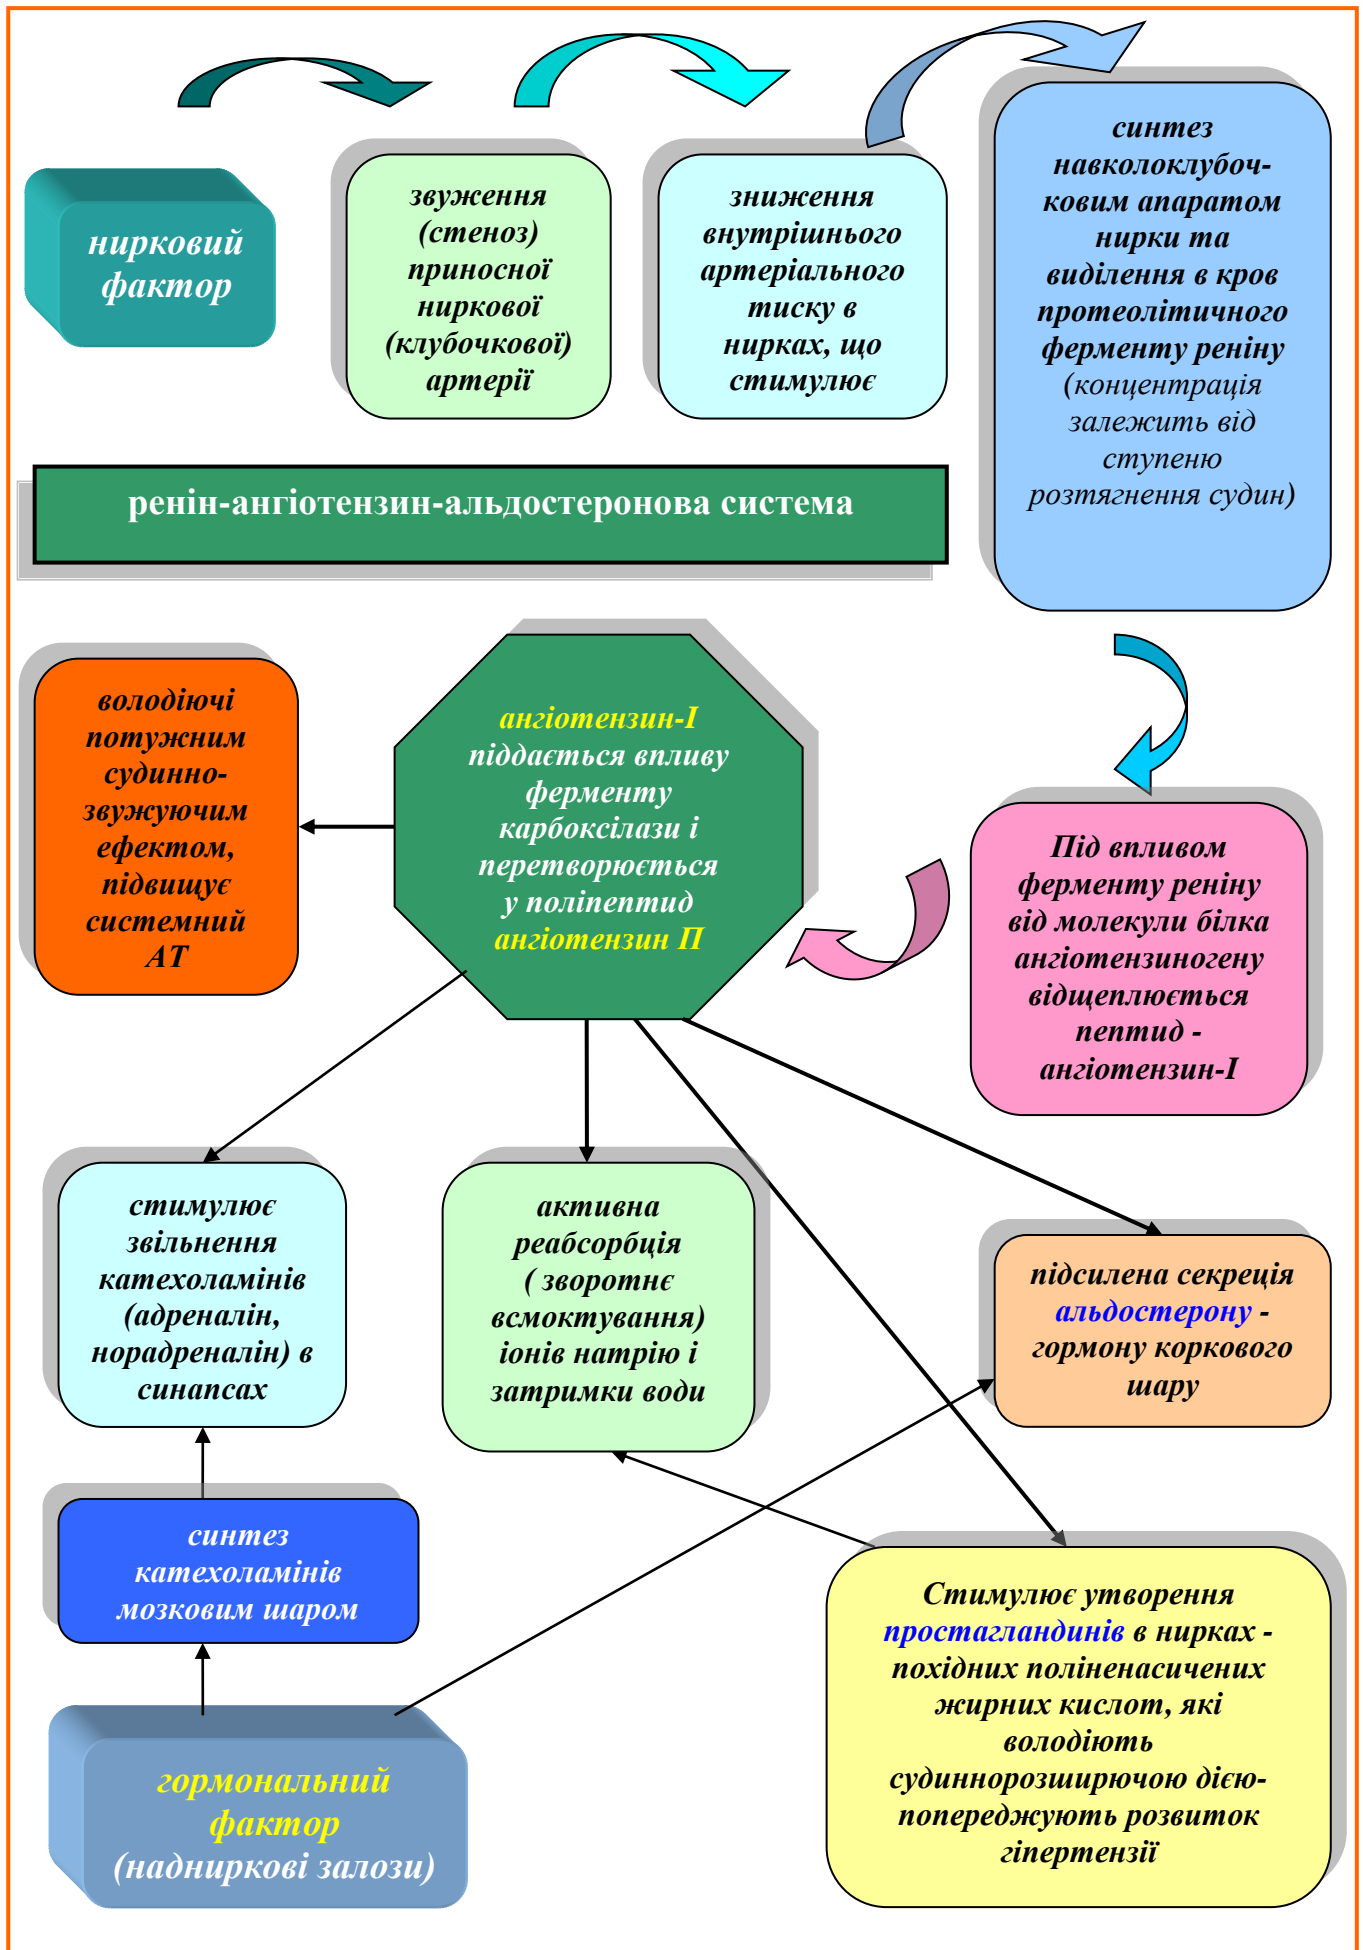 нирковий
фактор
звуження
(стеноз)
приносної
ниркової
(клубочкової)
артерії
зниження
внутрішнього
артеріального
тиску в
нирках, що
стимулює
синтез
навколоклубоч-
ковим апаратом
нирки та
виділення в кров
протеолітичного
ферменту реніну
(концентрація
залежить від
ступеню
розтягнення судин)
ренін-ангіотензин-альдостеронова система
володіючі
потужним
судинно-
звужуючим
ефектом,
підвищує
системний
АТ
ангіотензин-І
піддається впливу
ферменту
карбоксілази і
перетворюється
у поліпептид
ангіотензин П
Під впливом
ферменту реніну
від молекули білка
ангіотензиногену
відщеплюється
пептид -
ангіотензин-І
стимулює
звільнення
катехоламінів
(адреналін,
норадреналін) в
синапсах
активна
реабсорбція
( зворотнє
всмоктування)
іонів натрію і
затримки води
підсилена секреція
альдостерону -
гормону коркового
шару
синтез
катехоламінів
мозковим шаром
Стимулює утворення
простагландинів в нирках -
похідних поліненасичених
жирних кислот, які
володіють
судиннорозширючою дією-
попереджують розвиток
гіпертензії
гормональний
фактор
(надниркові залози)